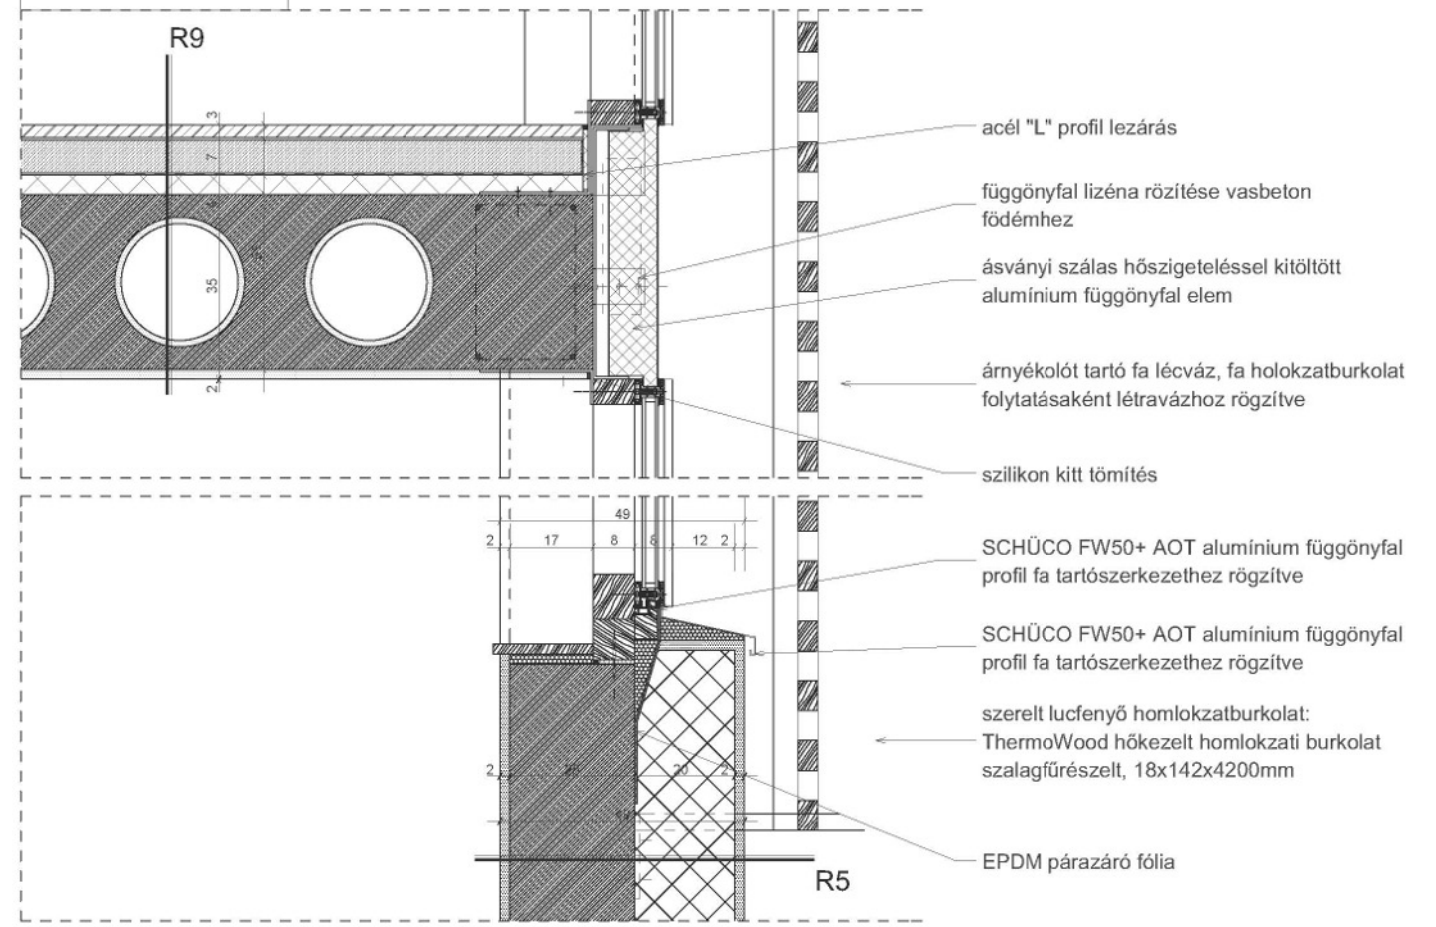 R9
3
7
35
2
acél "L" profil lezárás
függönyfal lizéna rözítése vasbeton
födémhez
ásványi szálas hőszigeteléssel kitöltött
alumínium függönyfal elem
árnyékolót tartó fa lécváz, fa holokzatburkolat
folytatásaként létravázhoz rögzítve
szilikon kitt tömítés
49
2 17 8 8 12 2
SCHÜCO FW50+ AOT alumínium függönyfal
profil fa tartószerkezethez rögzítve
SCHÜCO FW50+ AOT alumínium függönyfal
profil fa tartószerkezethez rögzítve
szerelt lucfenyő homlokzatburkolat:
ThermoWood hőkezelt homlokzati burkolat
szalagfűrészelt, 18x142x4200mm
2 20 2
EPDM párazáró fólia
R5